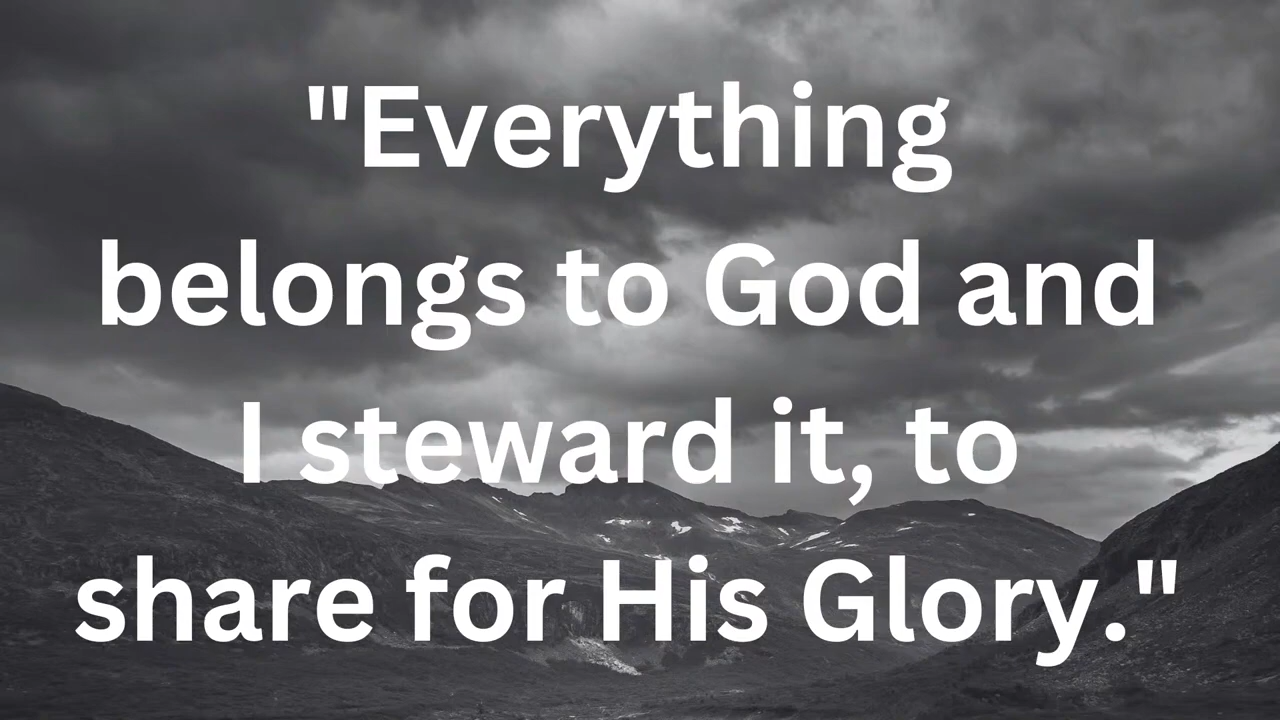 "Everything
belongs to God and
I steward it, to
share for His Glory."